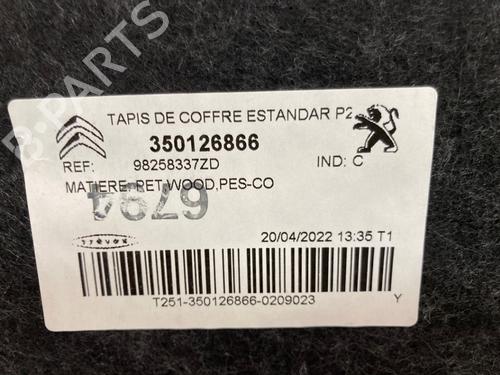 TAPIS DE COFFRE ESTANDAR P2
350126866
REF: 98258337ZD IND: C
MATIERE: PET,WOOD,PES-CO
6794
20/04/2022 13:35 T1
T251-350126866-0209023 Y
B-PARTS